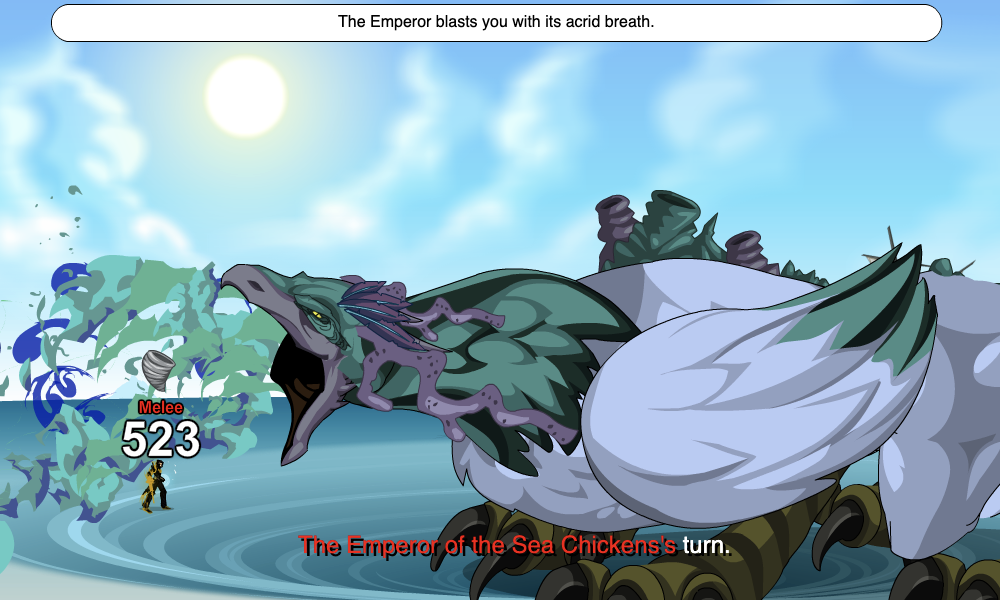 The Emperor blasts you with its acrid breath.
Melee
523
The Emperor of the Sea Chickens's turn.